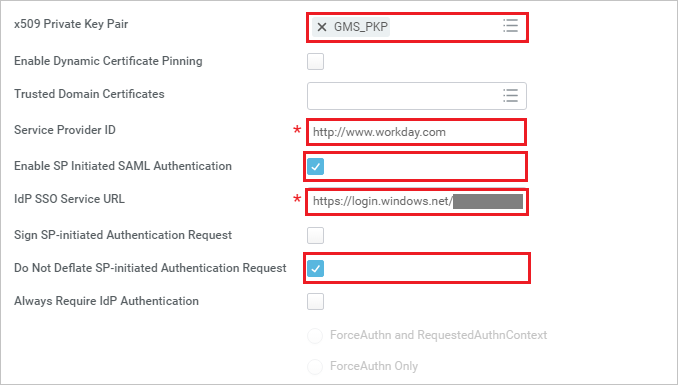 x509 Private Key Pair
× GMS_PKP
Enable Dynamic Certificate Pinning
Trusted Domain Certificates
Service Provider ID * http://www.workday.com
Enable SP Initiated SAML Authentication
IdP SSO Service URL * https://login.windows.net/
Sign SP-initiated Authentication Request
Do Not Deflate SP-initiated Authentication Request
Always Require IdP Authentication
ForceAuthn and RequestedAuthnContext
ForceAuthn Only